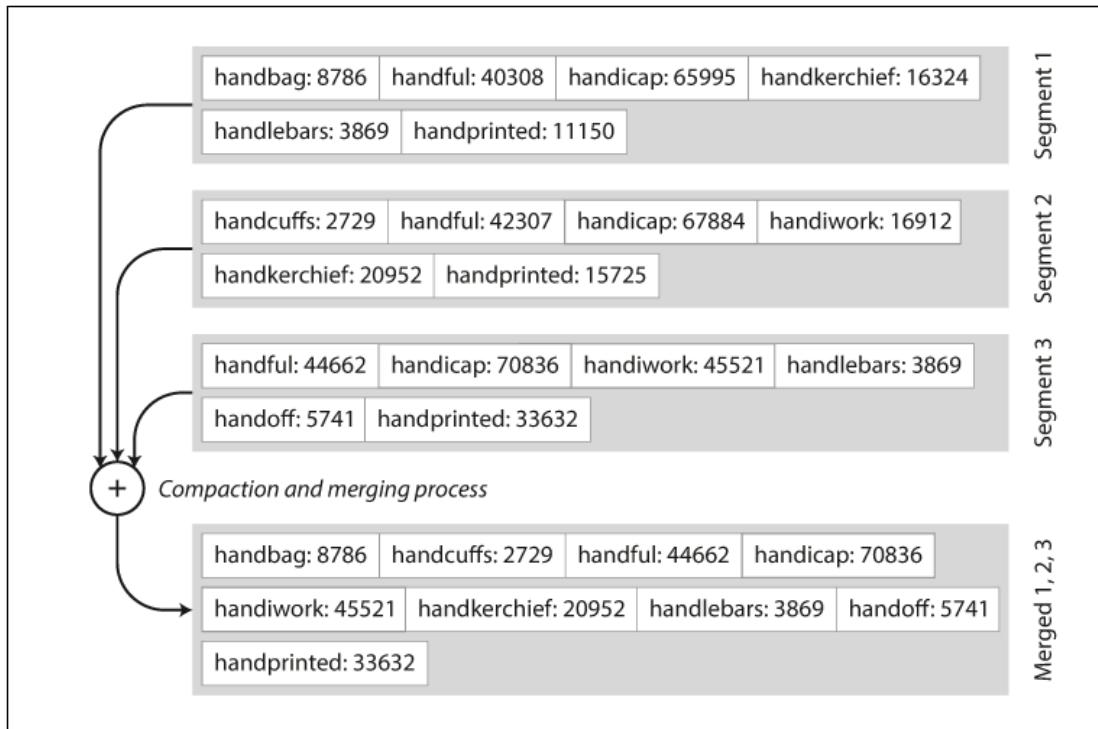 handbag: 8786 handful: 40308 handicap: 65995 handkerchief: 16324
handlebars: 3869 handprinted: 11150
Segment 1
handcuffs: 2729 handful: 42307 handicap: 67884 handiwork: 16912
handkerchief: 20952 handprinted: 15725
Segment 2
handful: 44662 handicap: 70836 handiwork: 45521 handlebars: 3869
handoff: 5741 handprinted: 33632
Segment 3
+ Compaction and merging process
handbag: 8786 handcuffs: 2729 handful: 44662 handicap: 70836
handiwork: 45521 handkerchief: 20952 handlebars: 3869 handoff: 5741
handprinted: 33632
Merged 1, 2, 3